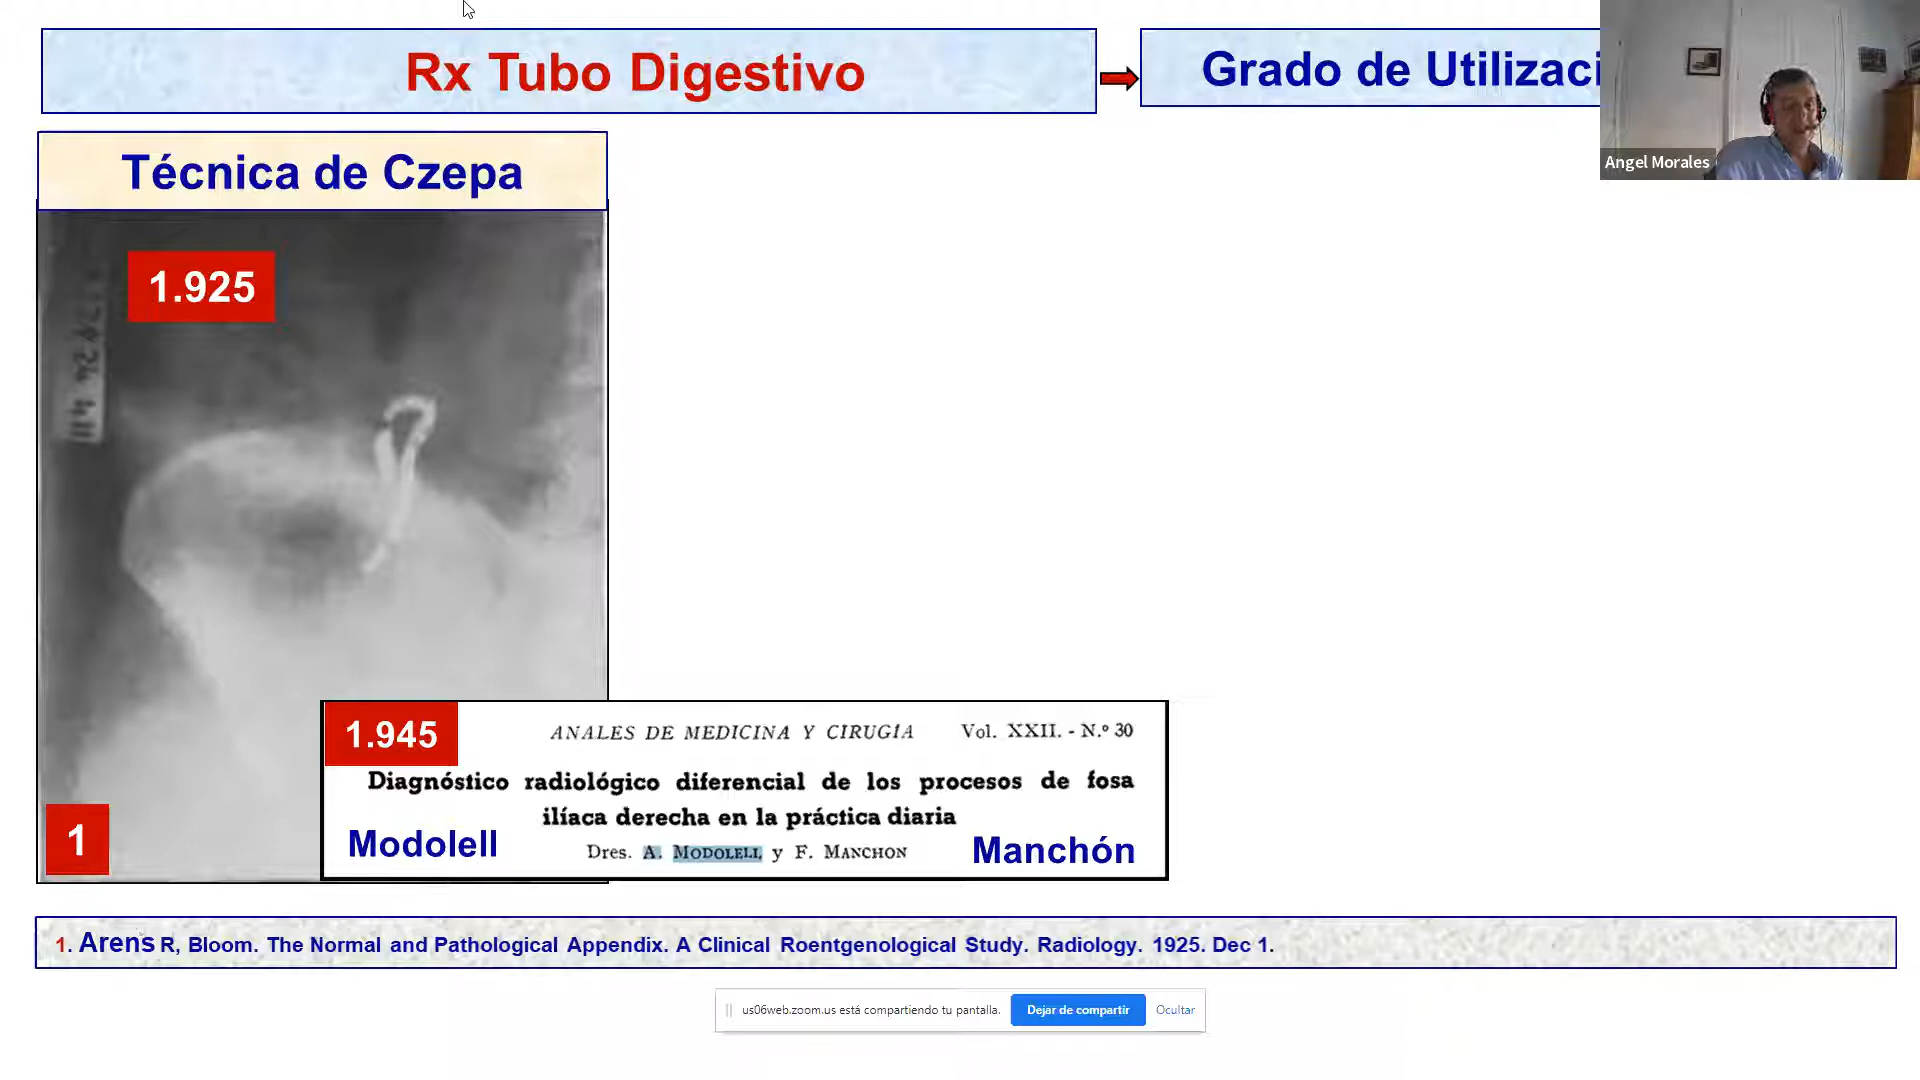 Rx Tubo Digestivo
Grado de Utilizaci
Angel Morales
Técnica de Czepa
1.925
1.945
ANALES DE MEDICINA Y CIRUGÍA Vol. XXII. - N.º 30
Diagnóstico radiológico diferencial de los procesos de fosa
ilíaca derecha en la práctica diaria
Modolell
Dres. A. MODOLELL y F. MANCHON
Manchón
1
1. Arens R, Bloom. The Normal and Pathological Appendix. A Clinical Roentgenological Study. Radiology. 1925. Dec 1.
us06web.zoom.us está compartiendo tu pantalla. Dejar de compartir Ocultar